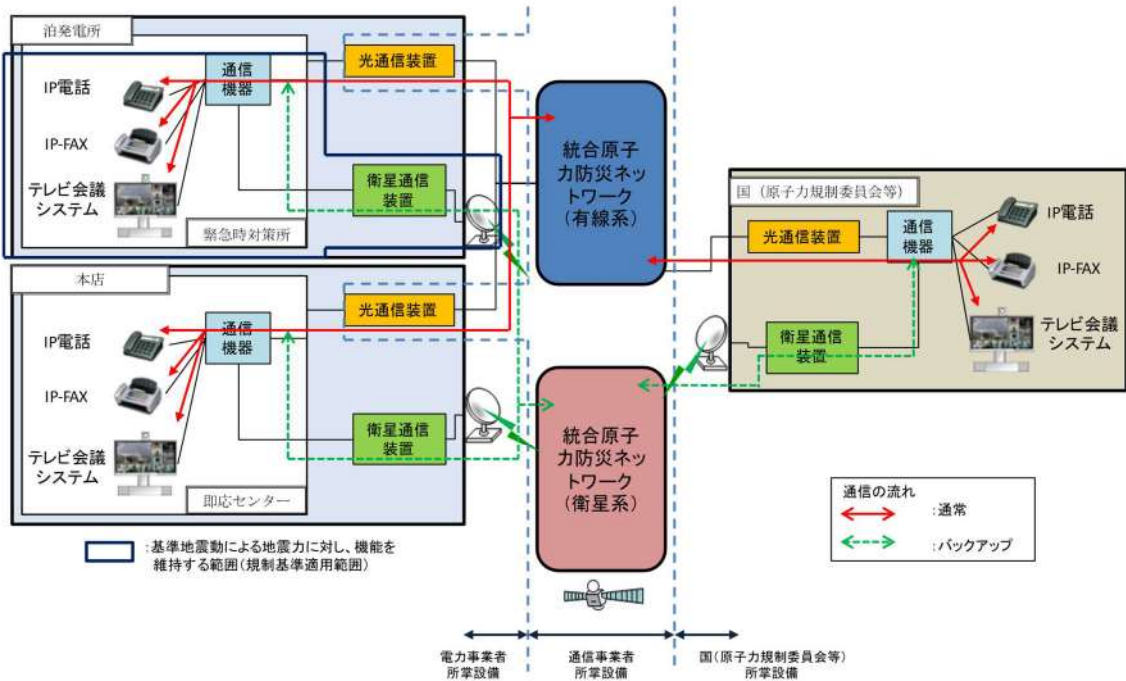 泊発電所
光通信装置
通信
機器
IP電話
IP-FAX
テレビ会議
システム
衛星通信
装置
緊急時対策所
本店
光通信装置
通信
機器
IP電話
IP-FAX
テレビ会議
システム
衛星通信
装置
即応センター
統合原子
力防災ネッ
トワーク
(有線系)
統合原子
力防災ネッ
トワーク
(衛星系)
国(原子力規制委員会等)
光通信装置
通信
機器
IP電話
IP-FAX
テレビ会議
システム
衛星通信
装置
通信の流れ
:通常
:バックアップ
:基準地震動による地震力に対し、機能を
維持する範囲(規制基準適用範囲)
電力事業者
所掌設備
通信事業者
所掌設備
国(原子力規制委員会等)
所掌設備